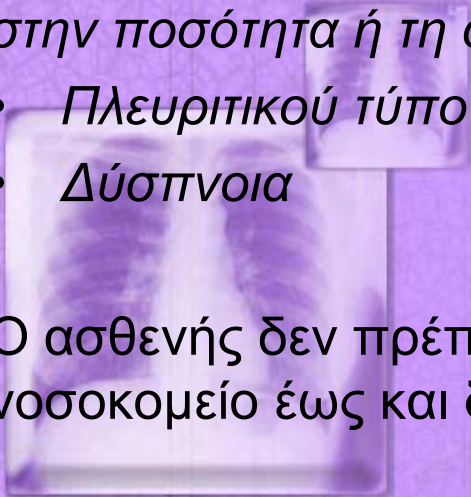 στην ποσότητα ή τη
• Πλευριτικού τύπο
• Δύσπνοια
Ο ασθενής δεν πρέπ
νοσοκομείο έως και